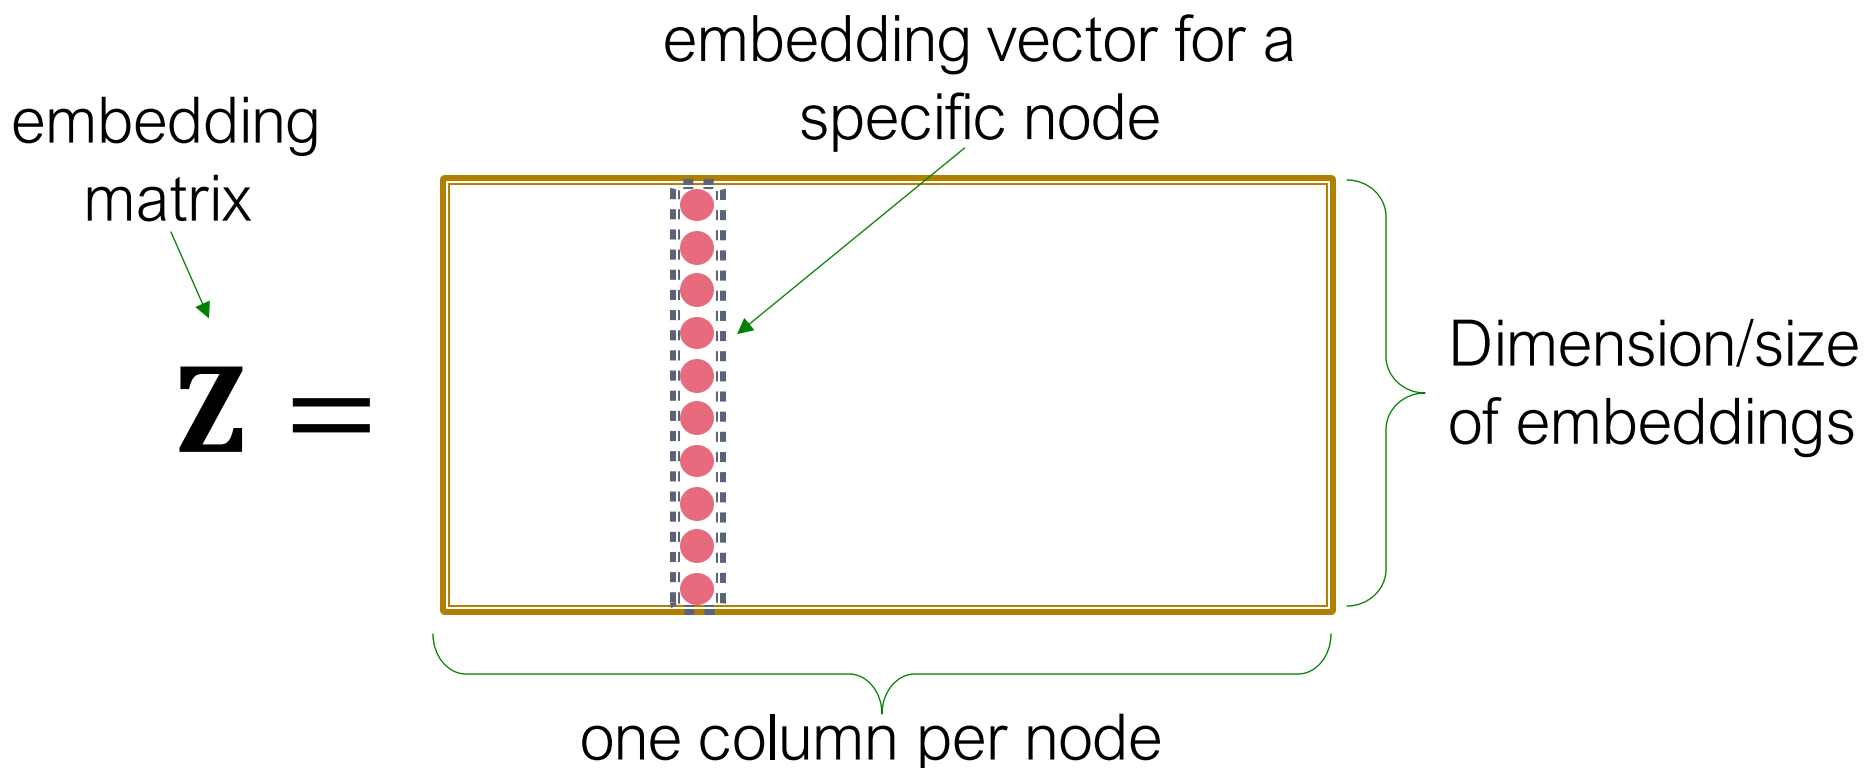 embedding vector for a
specific node
embedding
matrix
Z =
Dimension/size
of embeddings
one column per node